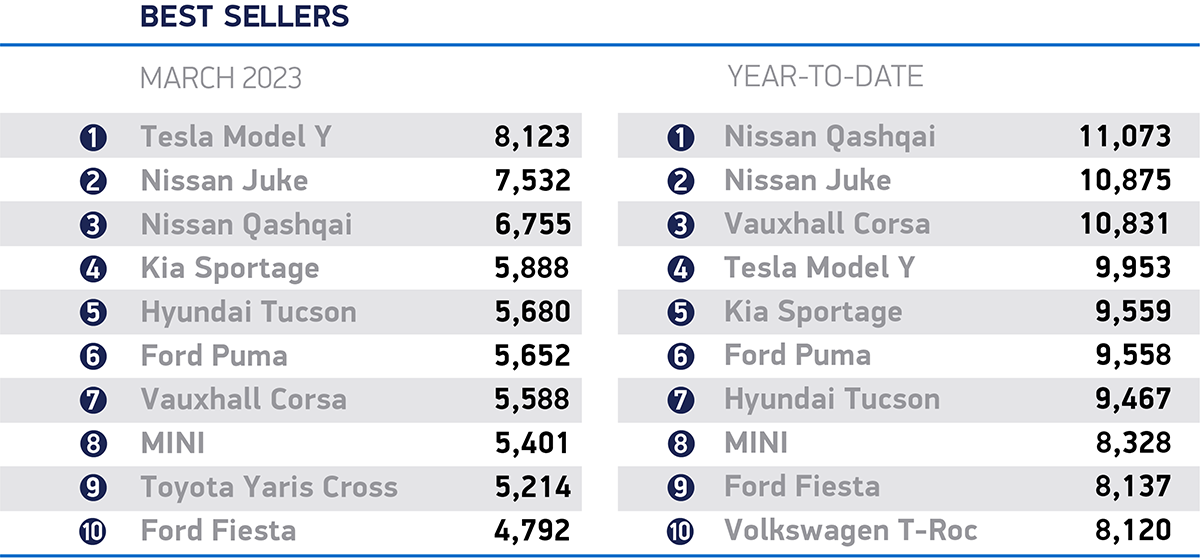 BEST SELLERS
MARCH 2023
1 Tesla Model Y 8,123
2 Nissan Juke 7,532
3 Nissan Qashqai 6,755
4 Kia Sportage 5,888
5 Hyundai Tucson 5,680
6 Ford Puma 5,652
7 Vauxhall Corsa 5,588
8 MINI 5,401
9 Toyota Yaris Cross 5,214
10 Ford Fiesta 4,792
YEAR-TO-DATE
1 Nissan Qashqai 11,073
2 Nissan Juke 10,875
3 Vauxhall Corsa 10,831
4 Tesla Model Y 9,953
5 Kia Sportage 9,559
6 Ford Puma 9,558
7 Hyundai Tucson 9,467
8 MINI 8,328
9 Ford Fiesta 8,137
10 Volkswagen T-Roc 8,120